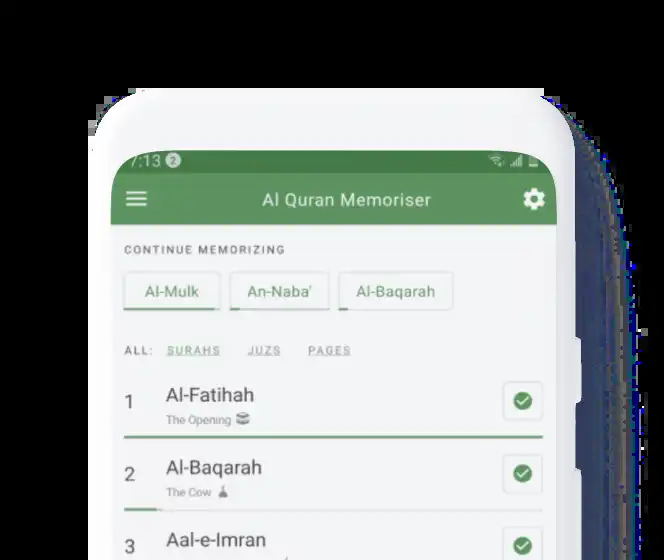 7:13 2
Al Quran Memoriser
CONTINUE MEMORIZING
Al-Mulk An-Naba' Al-Baqarah
ALL: SURAHS JUZS PAGES
1 Al-Fatihah
The Opening
2 Al-Baqarah
The Cow
3 Aal-e-Imran